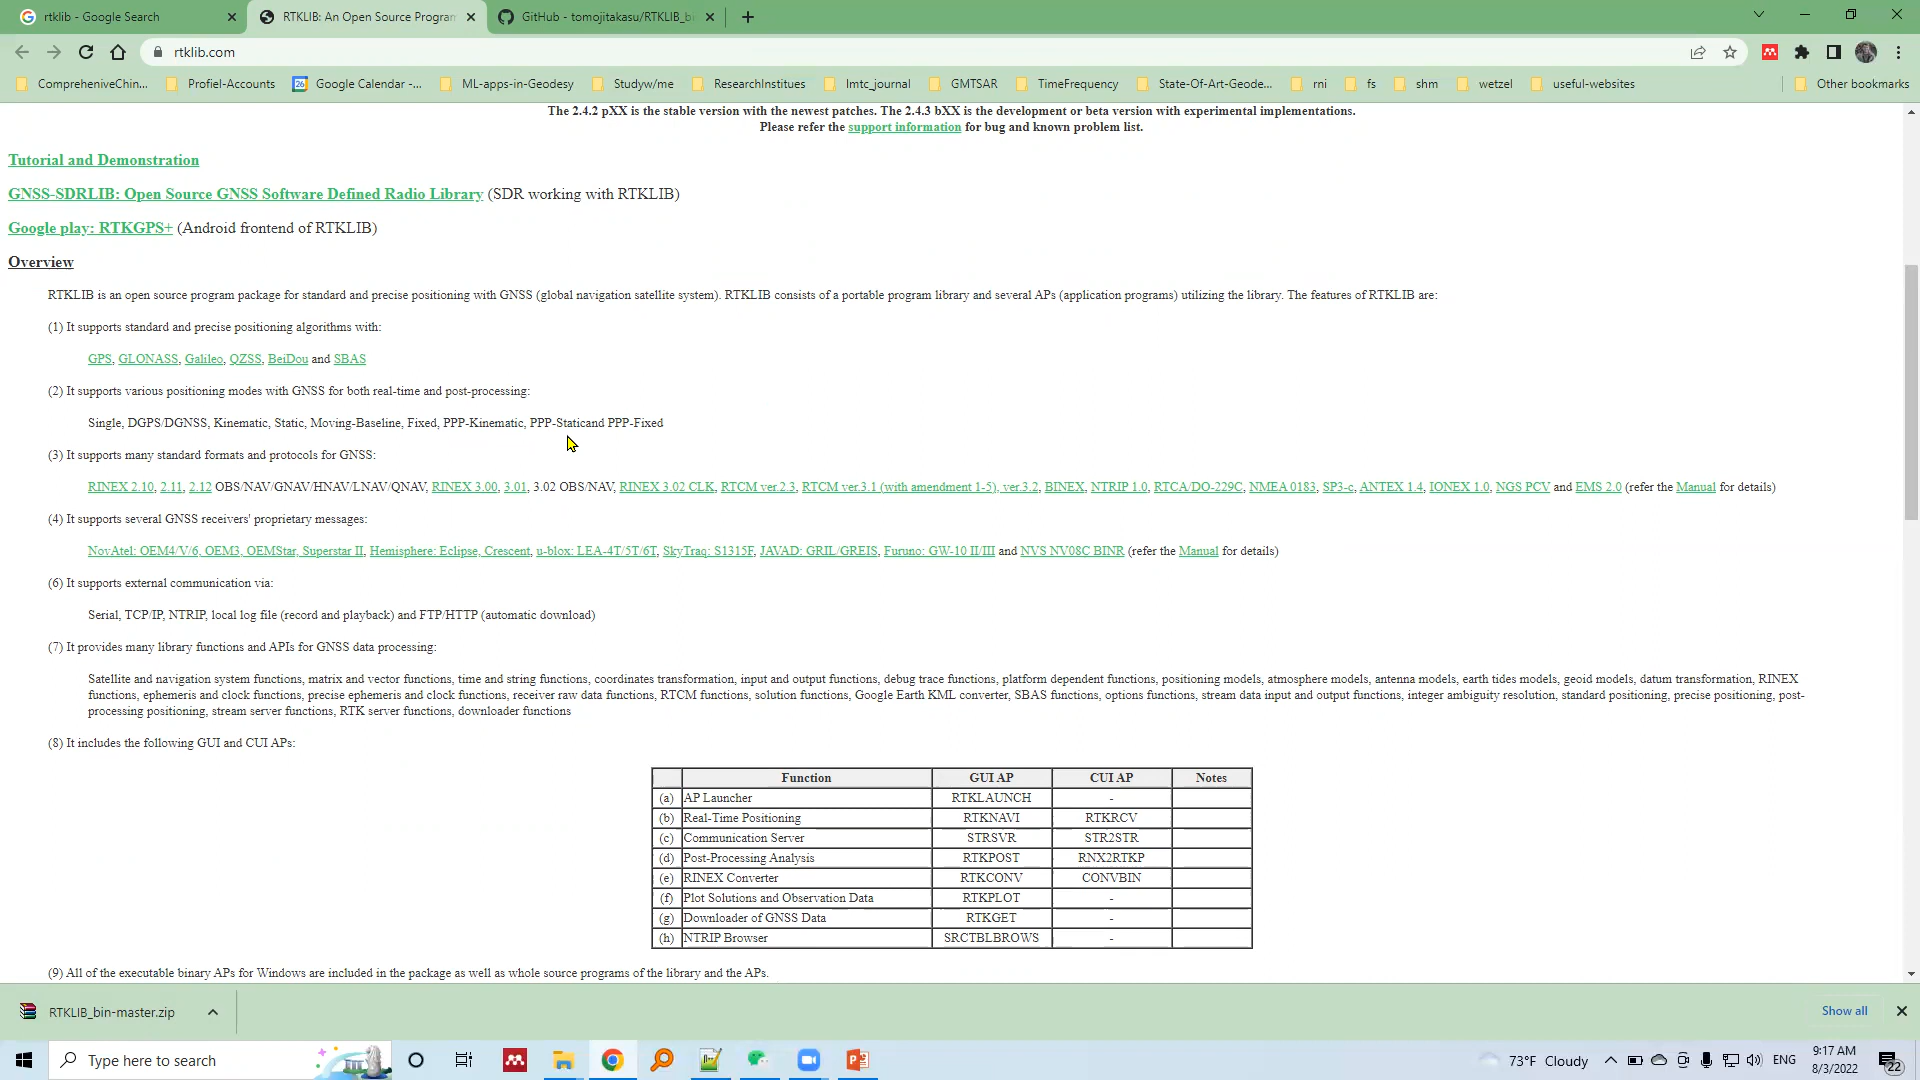 rtklib - Google Search
RTKLIB: An Open Source Program
GitHub - tomojitakasu/RTKLIB_b
rtklib.com
CompreheniveChin...
Profiel-Accounts
Google Calendar -...
ML-apps-in-Geodesy
Studyw/me
ResearchInstitues
Imtc_journal
GMTSAR
TimeFrequency
State-Of-Art-Geode...
rni
fs
shm
wetzel
useful-websites
Other bookmarks
The 2.4.2 pXX is the stable version with the newest patches. The 2.4.3 bXX is the development or beta version with experimental implementations.
Please refer the support information for bug and known problem list.
Tutorial and Demonstration
GNSS-SDRLIB: Open Source GNSS Software Defined Radio Library (SDR working with RTKLIB)
Google play: RTKGPS+ (Android frontend of RTKLIB)
Overview
RTKLIB is an open source program package for standard and precise positioning with GNSS (global navigation satellite system). RTKLIB consists of a portable program library and several APs (application programs) utilizing the library. The features of RTKLIB are:
(1) It supports standard and precise positioning algorithms with:
GPS, GLONASS, Galileo, QZSS, BeiDou and SBAS
(2) It supports various positioning modes with GNSS for both real-time and post-processing:
Single, DGPS/DGNSS, Kinematic, Static, Moving-Baseline, Fixed, PPP-Kinematic, PPP-Staticand PPP-Fixed
(3) It supports many standard formats and protocols for GNSS:
RINEX 2.10, 2.11, 2.12 OBS/NAV/GNAV/HNAV/LNAV/QNAV, RINEX 3.00, 3.01, 3.02 OBS/NAV, RINEX 3.02 CLK, RTCM ver.2.3, RTCM ver.3.1 (with amendment 1-5), ver.3.2, BINEX, NTRIP 1.0, RTCA/DO-229C, NMEA 0183, SP3-c, ANTEX 1.4, IONEX 1.0, NGS PCV and EMS 2.0 (refer the Manual for details)
(4) It supports several GNSS receivers' proprietary messages:
NovAtel: OEM4/V/6, OEM3, OEMStar, Superstar II, Hemisphere: Eclipse, Crescent, u-blox: LEA-4T/5T/6T, SkyTraq: S1315F, JAVAD: GRIL/GREIS, Furuno: GW-10 II/III and NVS NV08C BINR (refer the Manual for details)
(6) It supports external communication via:
Serial, TCP/IP, NTRIP, local log file (record and playback) and FTP/HTTP (automatic download)
(7) It provides many library functions and APIs for GNSS data processing:
Satellite and navigation system functions, matrix and vector functions, time and string functions, coordinates transformation, input and output functions, debug trace functions, platform dependent functions, positioning models, atmosphere models, antenna models, earth tides models, geoid models, datum transformation, RINEX
functions, ephemeris and clock functions, precise ephemeris and clock functions, receiver raw data functions, RTCM functions, solution functions, Google Earth KML converter, SBAS functions, options functions, stream data input and output functions, integer ambiguity resolution, standard positioning, precise positioning, post-
processing positioning, stream server functions, RTK server functions, downloader functions
(8) It includes the following GUI and CUI APs:
Function GUI AP CUI AP Notes
(a) AP Launcher RTKLAUNCH -
(b) Real-Time Positioning RTKNAVI RTKRCV
(c) Communication Server STRSVR STR2STR
(d) Post-Processing Analysis RTKPOST RNX2RTKP
(e) RINEX Converter RTKCONV CONVBIN
(f) Plot Solutions and Observation Data RTKPLOT -
(g) Downloader of GNSS Data RTKGET -
(h) NTRIP Browser SRCTBLBROWS -
(9) All of the executable binary APs for Windows are included in the package as well as whole source programs of the library and the APs.
RTKLIB_bin-master.zip
Show all
Type here to search
73°F Cloudy
ENG
9:17 AM
8/3/2022
22